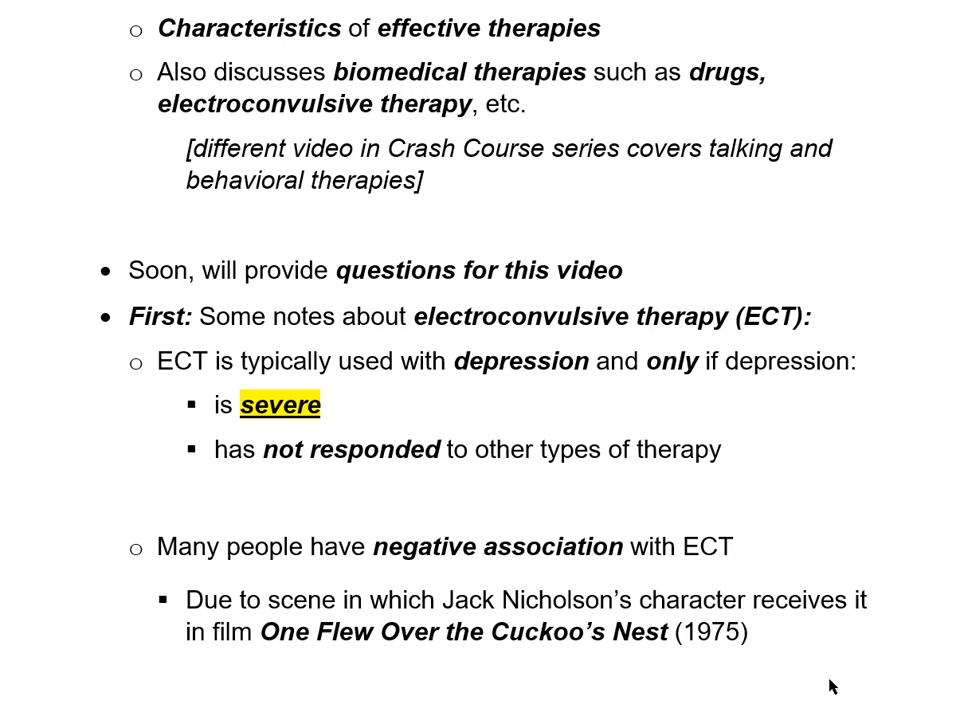 ○ Characteristics of effective therapies
○ Also discusses biomedical therapies such as drugs,
electroconvulsive therapy, etc.
[different video in Crash Course series covers talking and
behavioral therapies]
• Soon, will provide questions for this video
• First: Some notes about electroconvulsive therapy (ECT):
○ ECT is typically used with depression and only if depression:
▪ is severe
▪ has not responded to other types of therapy
○ Many people have negative association with ECT
▪ Due to scene in which Jack Nicholson’s character receives it
in film One Flew Over the Cuckoo’s Nest (1975)